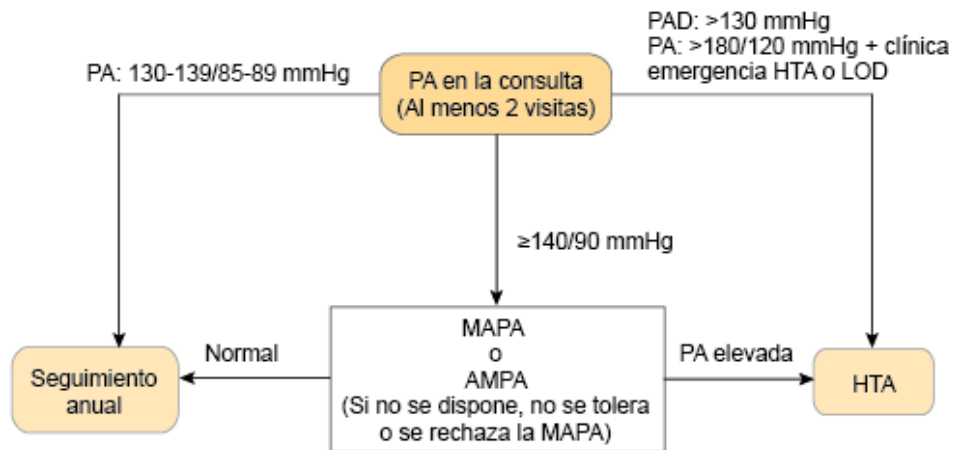 PAD: >130 mmHg
PA: >180/120 mmHg + clínica
emergencia HTA o LOD
PA: 130-139/85-89 mmHg
PA en la consulta
(Al menos 2 visitas)
≥140/90 mmHg
MAPA
o
AMPA
(Si no se dispone, no se tolera
o se rechaza la MAPA)
Normal
PA elevada
Seguimiento
anual
HTA